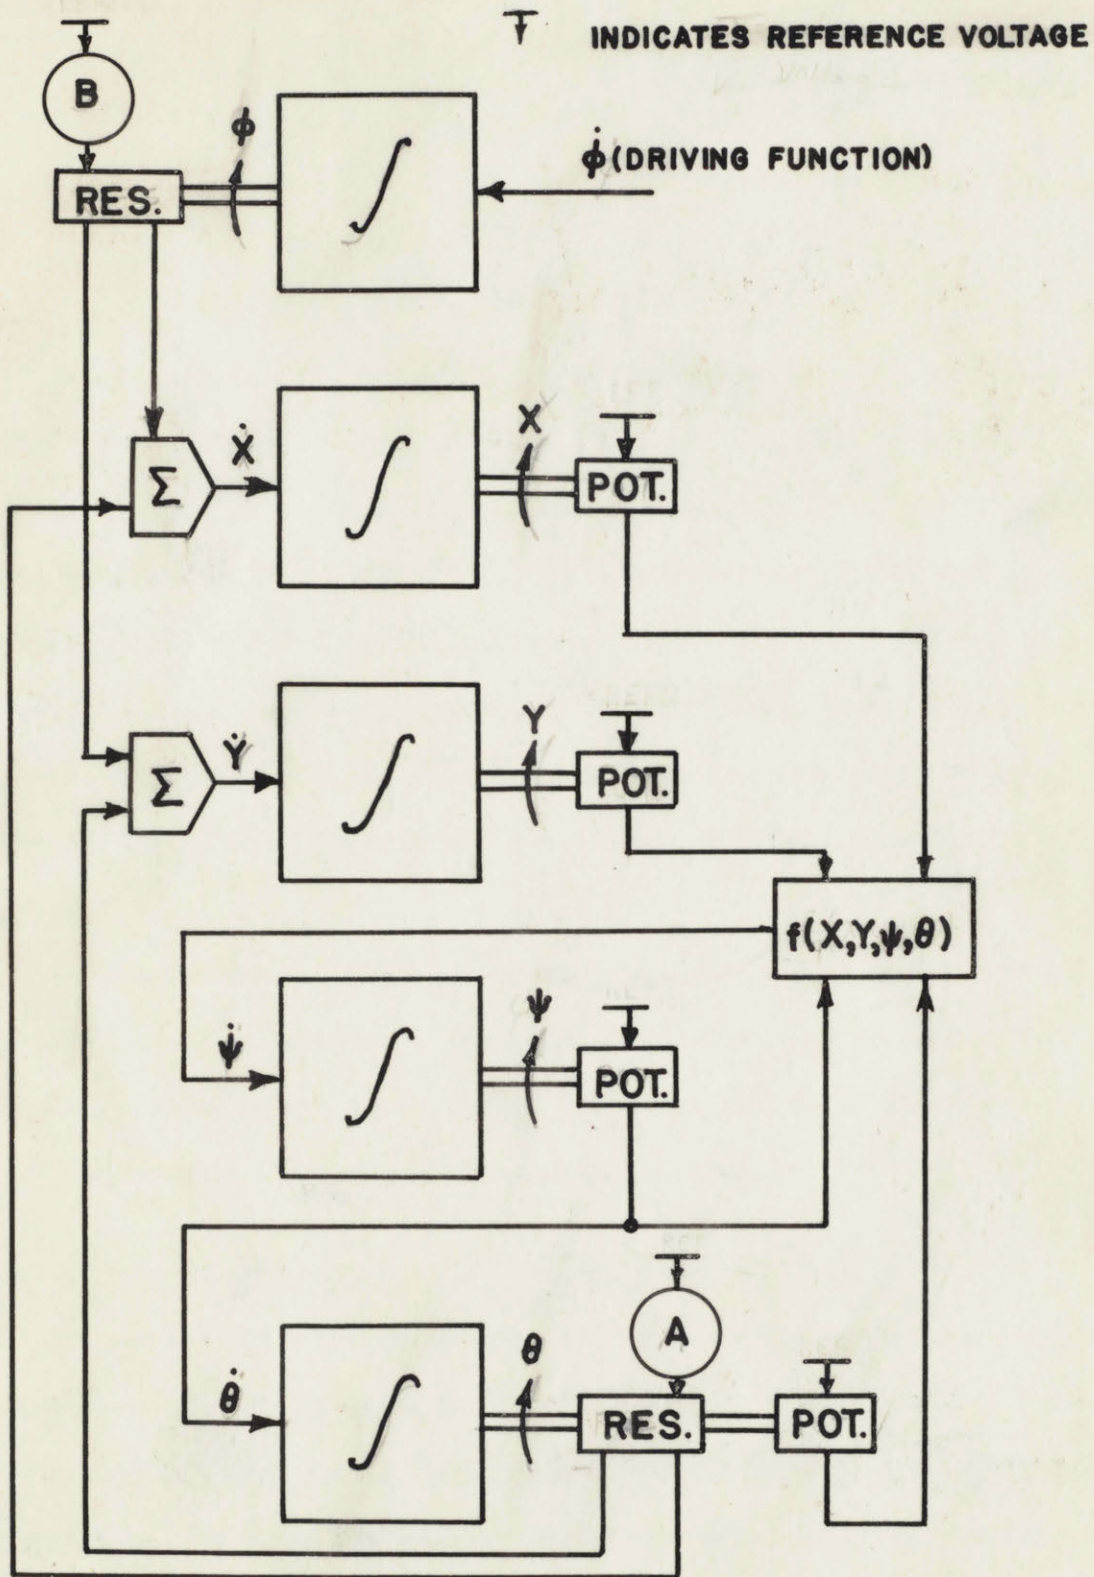 INDICATES REFERENCE VOLTAGE
B
ϕ
ϕ̇ (DRIVING FUNCTION)
RES.
∫
Σ
Ẋ
∫
X
POT.
Σ
Ẏ
∫
Y
POT.
f(X,Y,ψ,θ)
ψ̇
∫
ψ
POT.
A
θ̇
∫
θ
RES.
POT.